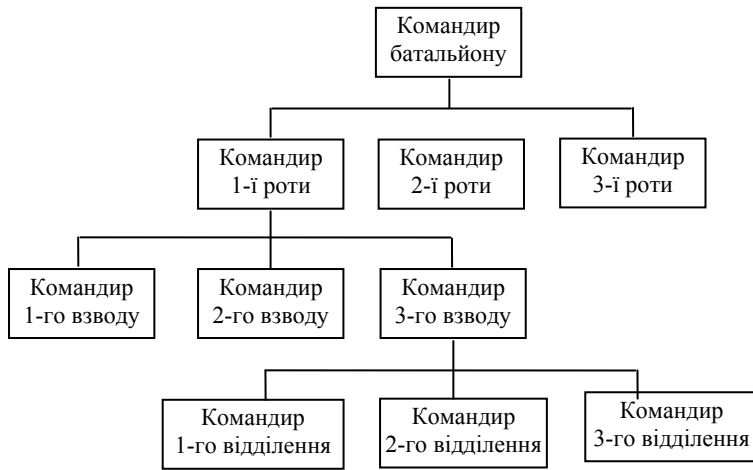 Командир
батальйону
Командир
1-ї роти
Командир
2-ї роти
Командир
3-ї роти
Командир
1-го взводу
Командир
2-го взводу
Командир
3-го взводу
Командир
1-го відділення
Командир
2-го відділення
Командир
3-го відділення